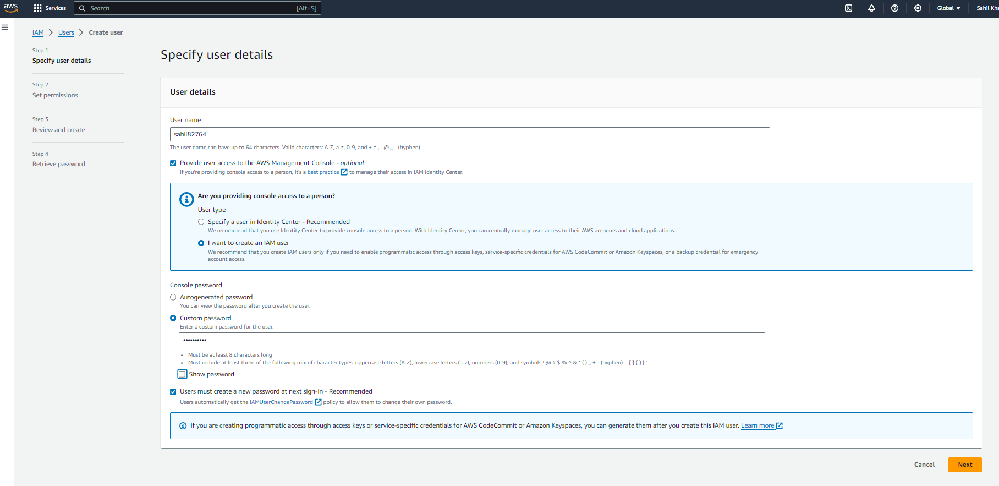 aws
Services
Search
[Alt+S]
Global
Sahil Kha
IAM
Users
Create user
Step 1
Specify user details
Step 2
Set permissions
Step 3
Review and create
Step 4
Retrieve password
Specify user details
User details
User name
sahil82764
The user name can have up to 64 characters. Valid characters: A-Z, a-z, 0-9, and + = , . @ _ - (hyphen)
Provide user access to the AWS Management Console - optional
If you're providing console access to a person, it's a best practice to manage their access in IAM Identity Center.
Are you providing console access to a person?
User type
Specify a user in Identity Center - Recommended
We recommend that you use Identity Center to provide console access to a person. With Identity Center, you can centrally manage user access to their AWS accounts and cloud applications.
I want to create an IAM user
We recommend that you create IAM users only if you need to enable programmatic access through access keys, service-specific credentials for AWS CodeCommit or Amazon Keyspaces, or a backup credential for emergency
account access.
Console password
Autogenerated password
You can view the password after you create the user.
Custom password
Enter a custom password for the user.
••••••••••
• Must be at least 8 characters long
• Must include at least three of the following mix of character types: uppercase letters (A-Z), lowercase letters (a-z), numbers (0-9), and symbols ! @ # $ % ^ & * ( ) _ + - (hyphen) = [ ] { } | '
Show password
Users must create a new password at next sign-in - Recommended
Users automatically get the IAMUserChangePassword policy to allow them to change their own password.
If you are creating programmatic access through access keys or service-specific credentials for AWS CodeCommit or Amazon Keyspaces, you can generate them after you create this IAM user. Learn more
Cancel
Next